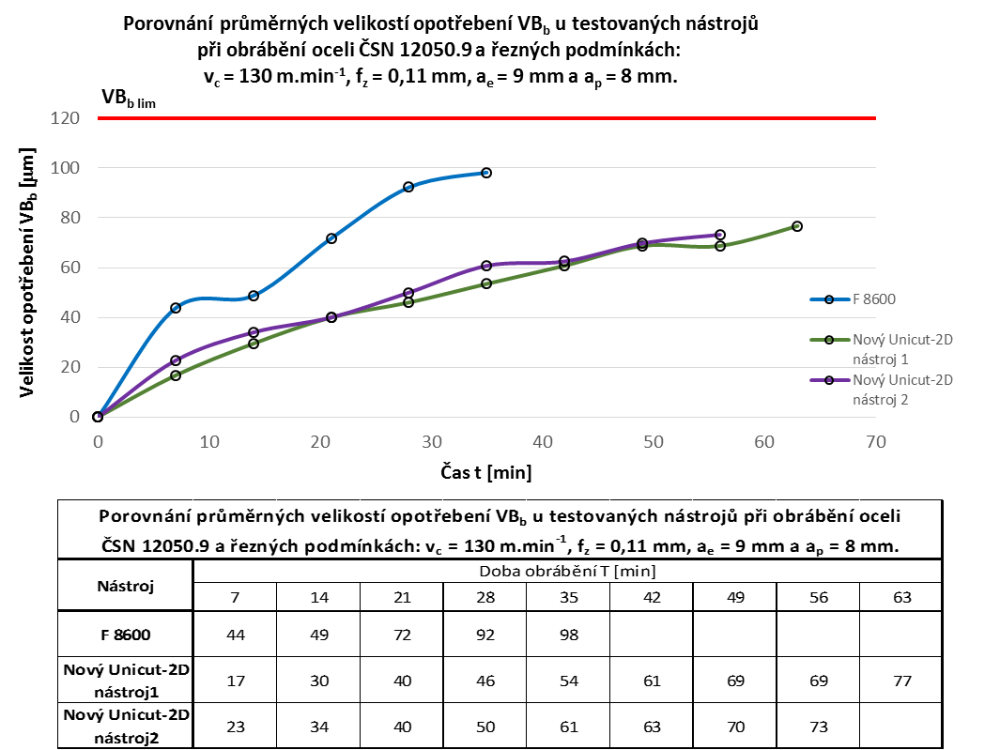 Porovnání průměrných velikostí opotřebení VBb u testovaných nástrojů
při obrábění oceli ČSN 12050.9 a řezných podmínkách:
vc = 130 m.min-1, fz = 0,11 mm, ae = 9 mm a ap = 8 mm.
VBb lim
120
100
80
60
40
20
0
Velikost opotřebení VBb [µm]
0 10 20 30 40 50 60 70
Čas t [min]
F 8600
Nový Unicut-2D
nástroj 1
Nový Unicut-2D
nástroj 2
Porovnání průměrných velikostí opotřebení VBb u testovaných nástrojů při obrábění oceli
ČSN 12050.9 a řezných podmínkách: vc = 130 m.min-1, fz = 0,11 mm, ae = 9 mm a ap = 8 mm.
Nástroj
Doba obrábění T [min]
7 14 21 28 35 42 49 56 63
F 8600 44 49 72 92 98
Nový Unicut-2D
nástroj1
17 30 40 46 54 61 69 69 77
Nový Unicut-2D
nástroj2
23 34 40 50 61 63 70 73